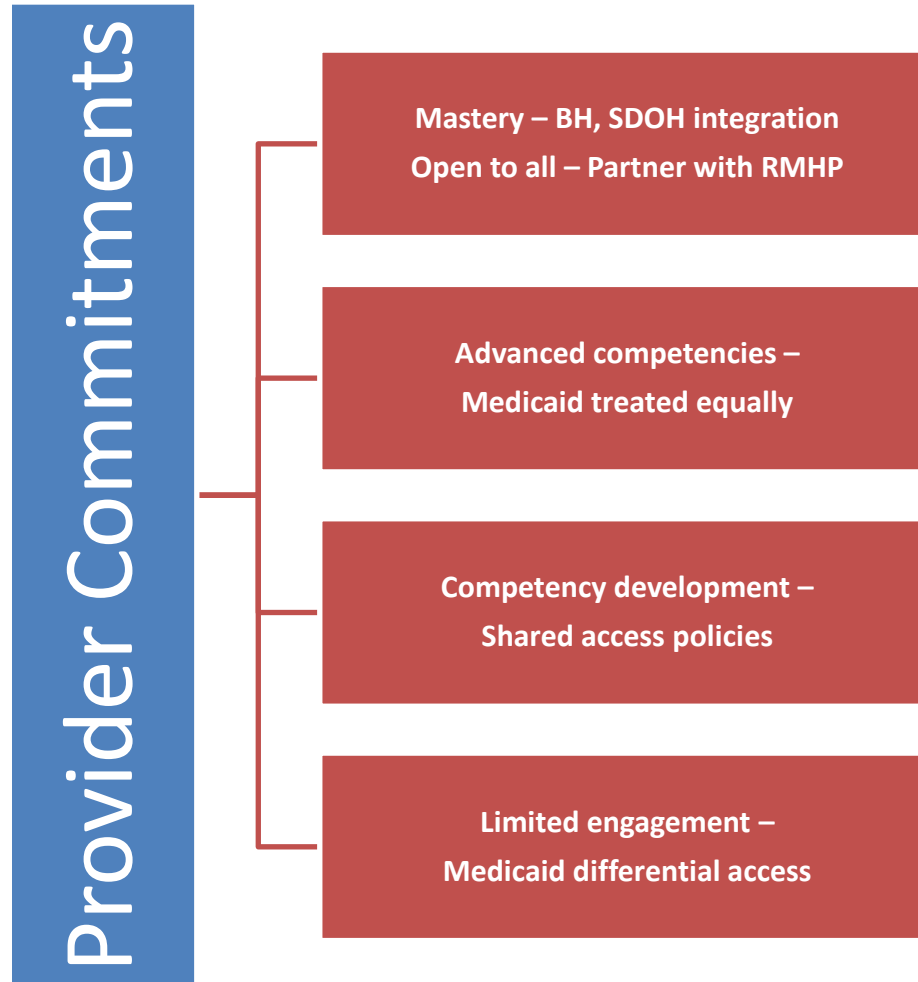 Provider Commitments
Mastery – BH, SDOH integration
Open to all – Partner with RMHP
Advanced competencies –
Medicaid treated equally
Competency development –
Shared access policies
Limited engagement –
Medicaid differential access